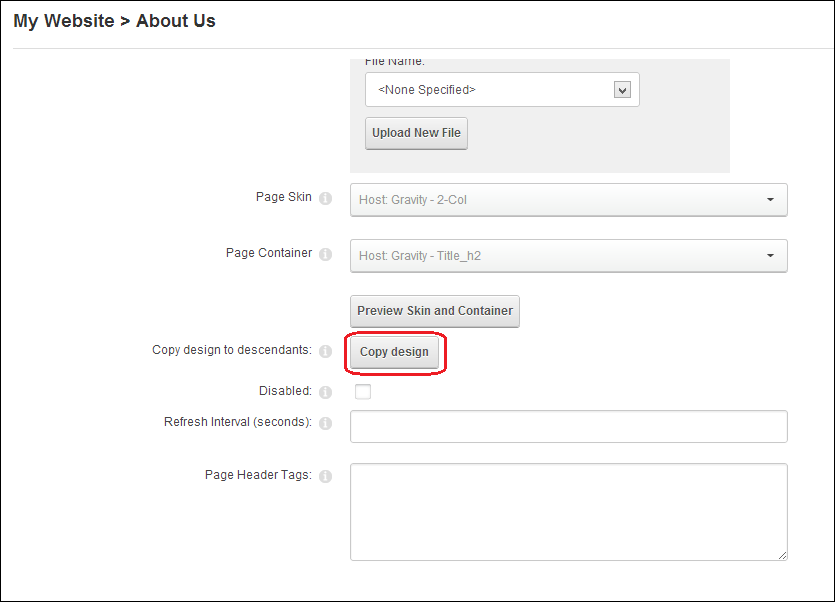 My Website > About Us
File Name:
<None Specified>
Upload New File
Page Skin
Host: Gravity - 2-Col
Page Container
Host: Gravity - Title_h2
Preview Skin and Container
Copy design to descendants:
Copy design
Disabled:
Refresh Interval (seconds):
Page Header Tags: